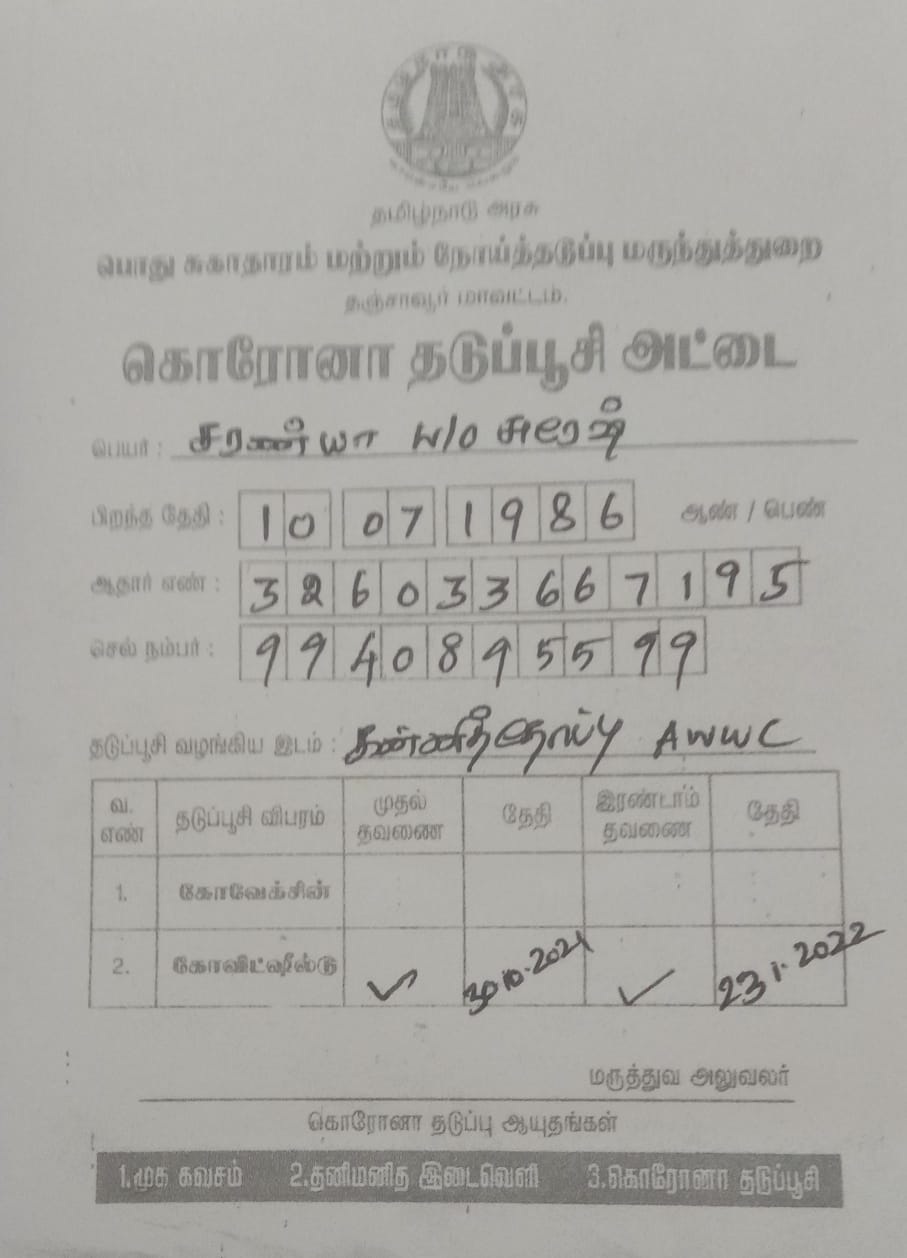 தமிழ்நாடு அரசு
பொது சுகாதாரம் மற்றும் நோய்த்தடுப்பு மருந்துத்துறை
தஞ்சாவூர் மாவட்டம்.
கொரோனா தடுப்பூசி அட்டை
பெயர் : சரண்யா W/O சுரேஷ்
பிறந்த தேதி : 10 07 1986 ஆண் / பெண்
ஆதார் எண் : 326033667195
செல் நம்பர் : 9940895599
தடுப்பூசி வழங்கிய இடம் : கன்னித்தோப்பு AWWC
வ. எண் தடுப்பூசி விபரம் முதல் தவணை தேதி இரண்டாம் தவணை தேதி
1. கோவேக்சின்
2. கோவிட்ஷீல்டு ✓ 30.10.2021 ✓ 23.1.2022
மருத்துவ அலுவலர்
கொரோனா தடுப்பு ஆயுதங்கள்
1.முக கவசம் 2.தனிமனித இடைவெளி 3.கொரோனா தடுப்பூசி